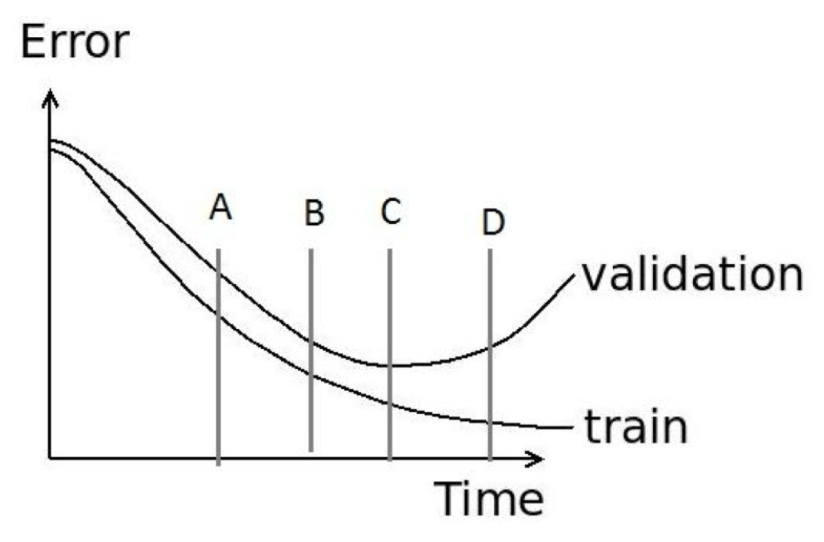 Error
A
B
C
D
validation
train
Time